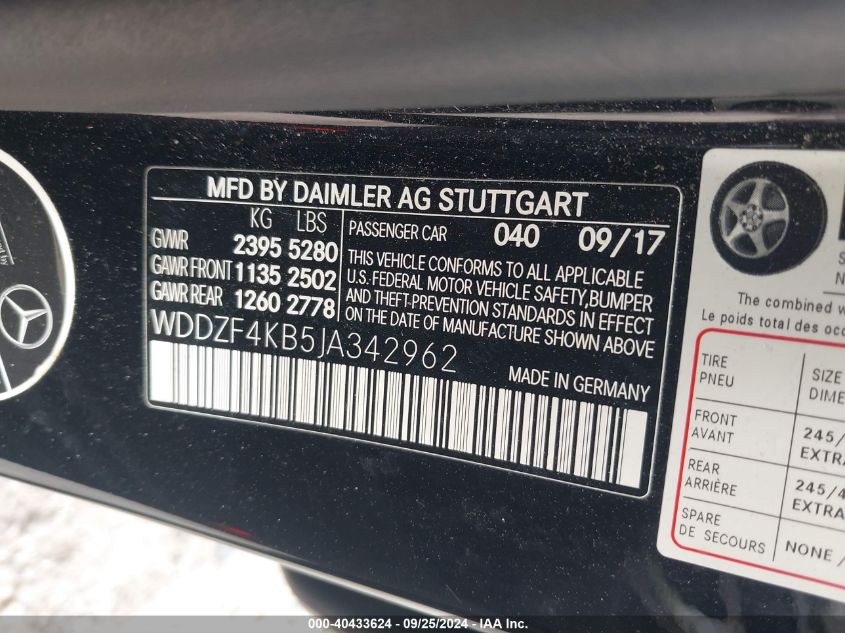 MFD BY DAIMLER AG STUTTGART
KG LBS
GVWR 2395 5280
GAWR FRONT 1135 2502
GAWR REAR 1260 2778
PASSENGER CAR 040 09/17
THIS VEHICLE CONFORMS TO ALL APPLICABLE
U.S. FEDERAL MOTOR VEHICLE SAFETY,BUMPER
AND THEFT-PREVENTION STANDARDS IN EFFECT
ON THE DATE OF MANUFACTURE SHOWN ABOVE
WDDZF4KB5JA342962
MADE IN GERMANY
The combined w
Le poids total des occ
TIRE
PNEU
SIZE
DIME
FRONT
AVANT
245/
EXTRA
REAR
ARRIÈRE
245/4
EXTRA
SPARE
DE SECOURS
NONE /
000-40433624 - 09/25/2024 - IAA Inc.